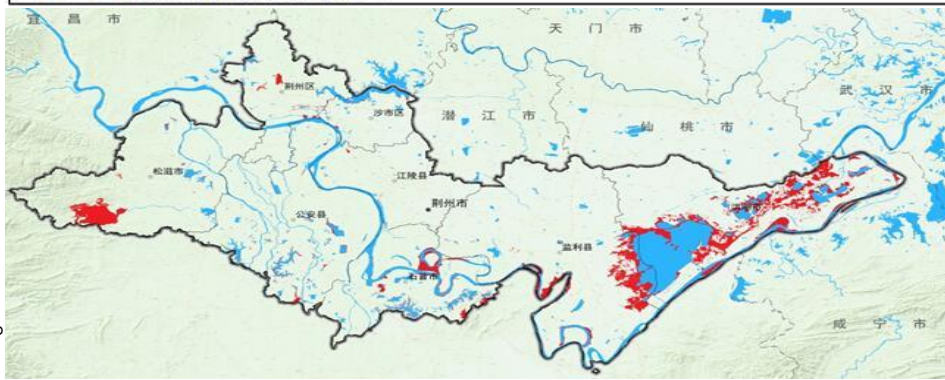 宜昌市
天门市
荆州区
武汉市
沙市区
潜江市
仙桃市
松滋市
江陵县
荆州市
公安县
监利县
石首市
咸宁市